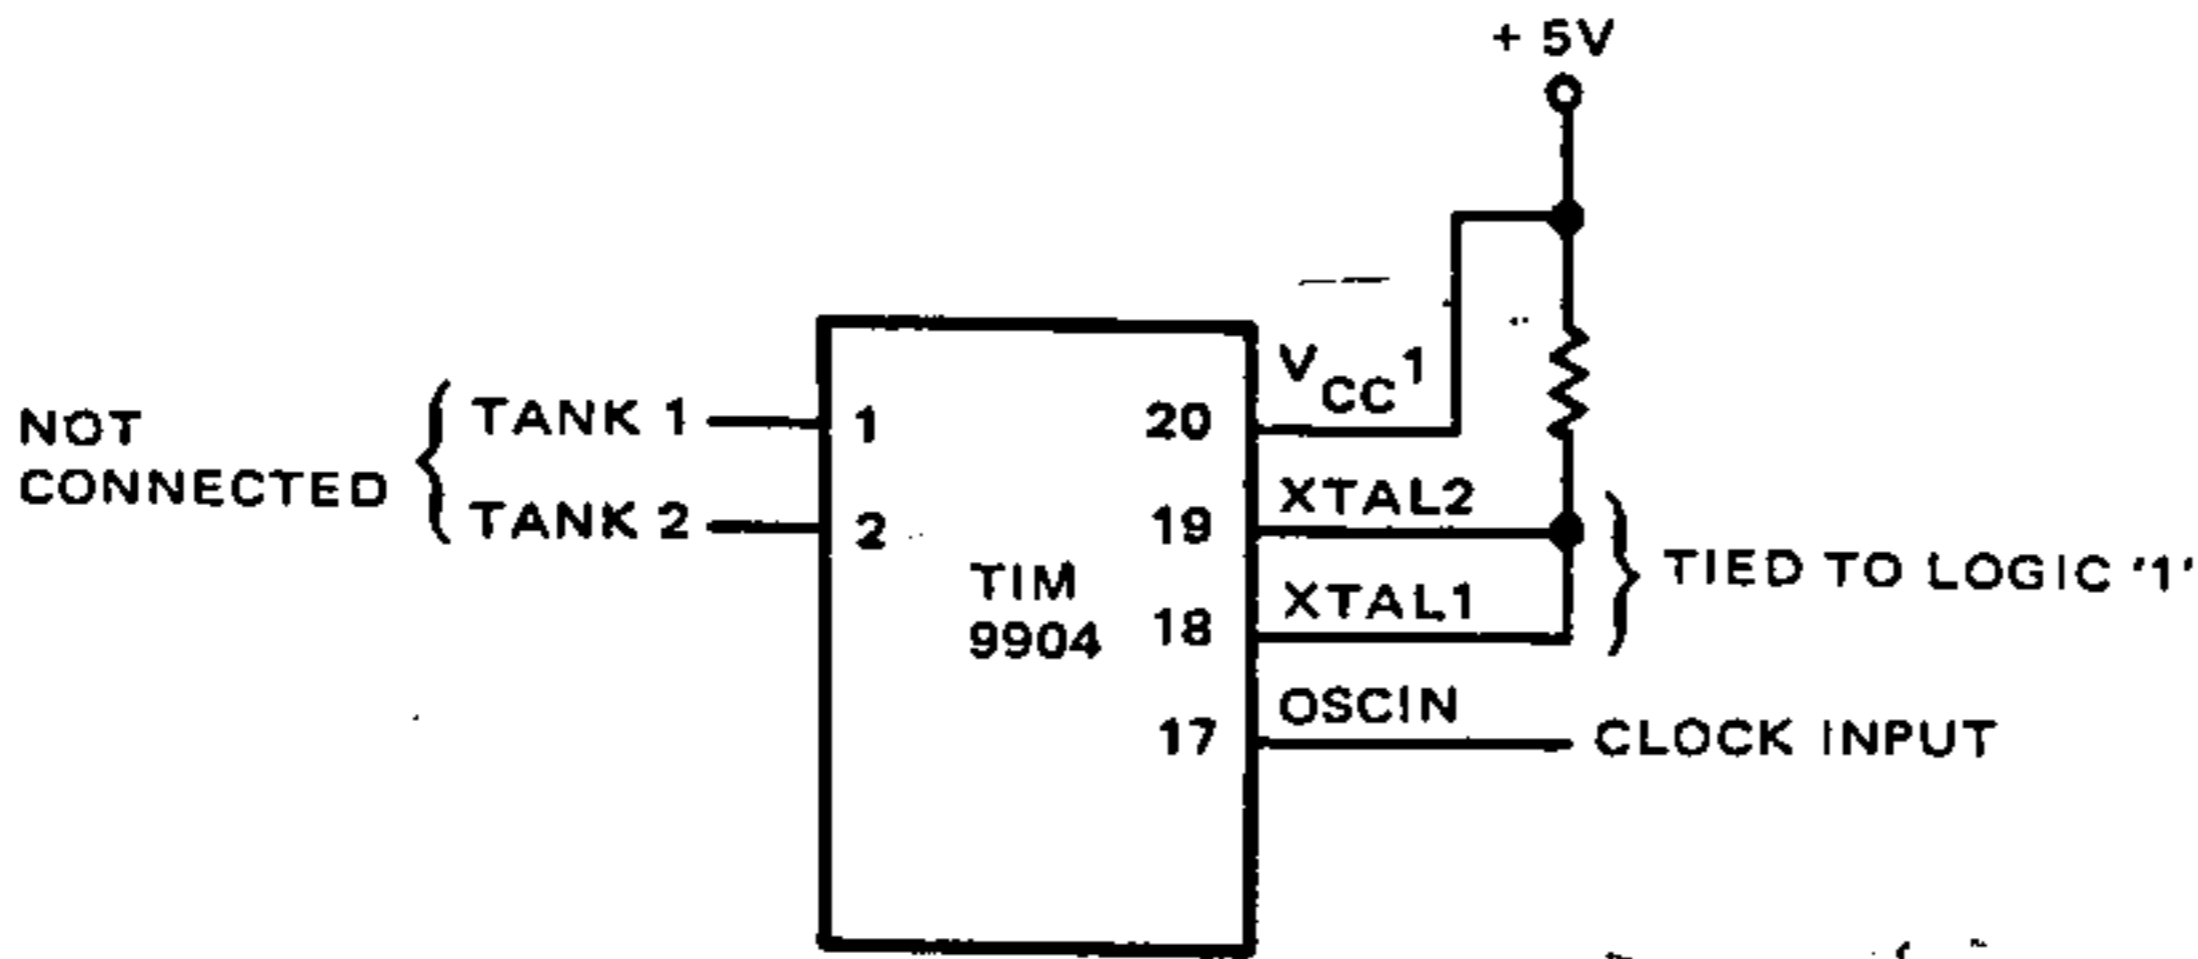 + 5V
VCC1
NOT
CONNECTED
TANK 1
1
20
TANK 2
2
XTAL2
19
TIM
9904
XTAL1
18
TIED TO LOGIC '1'
OSCIN
17
CLOCK INPUT